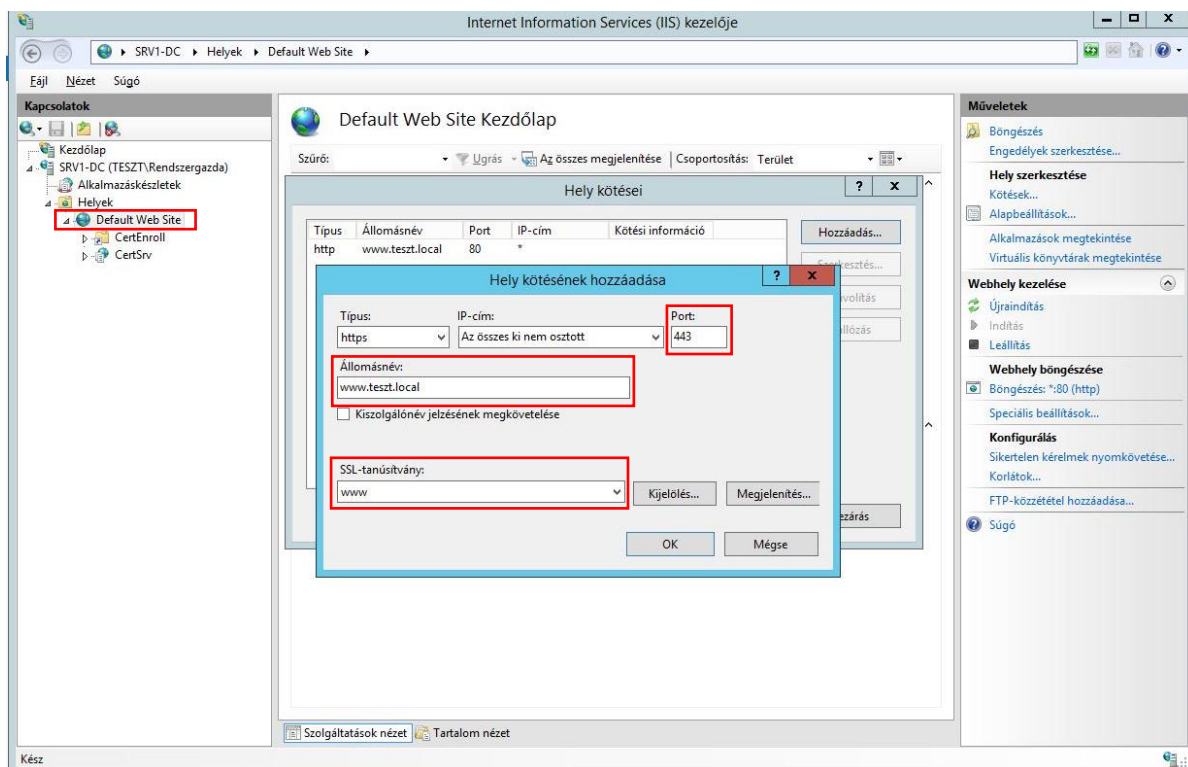 Internet Information Services (IIS) kezelője
SRV1-DC Helyek Default Web Site
Fájl Nézet Súgó
Kapcsolatok
Kezdőlap
SRV1-DC (TESZT\Rendszergazda)
Alkalmazáskészletek
Helyek
Default Web Site
CertEnroll
CertSrv
Default Web Site Kezdőlap
Szűrő: Ugrás Az összes megjelenítése Csoportosítás: Terület
Hely kötései
? X
Típus Állomásnév Port IP-cím Kötési információ
http www.teszt.local 80 *
Hozzáadás...
Hely kötésének hozzáadása
? X
Típus: IP-cím: Port:
https Az összes ki nem osztott 443
Állomásnév:
www.teszt.local
Kiszolgálónév jelzésének megkövetelése
SSL-tanúsítvány:
www Kijelölés... Megjelenítés...
OK Mégse
Szolgáltatások nézet Tartalom nézet
Műveletek
Böngészés
Engedélyek szerkesztése...
Hely szerkesztése
Kötések...
Alapbeállítások...
Alkalmazások megtekintése
Virtuális könyvtárak megtekintése
Webhely kezelése
Újraindítás
Indítás
Leállítás
Webhely böngészése
Böngészés: *:80 (http)
Speciális beállítások...
Konfigurálás
Sikertelen kérelmek nyomkövetése...
Korlátok...
FTP-közzététel hozzáadása...
Súgó
Kész